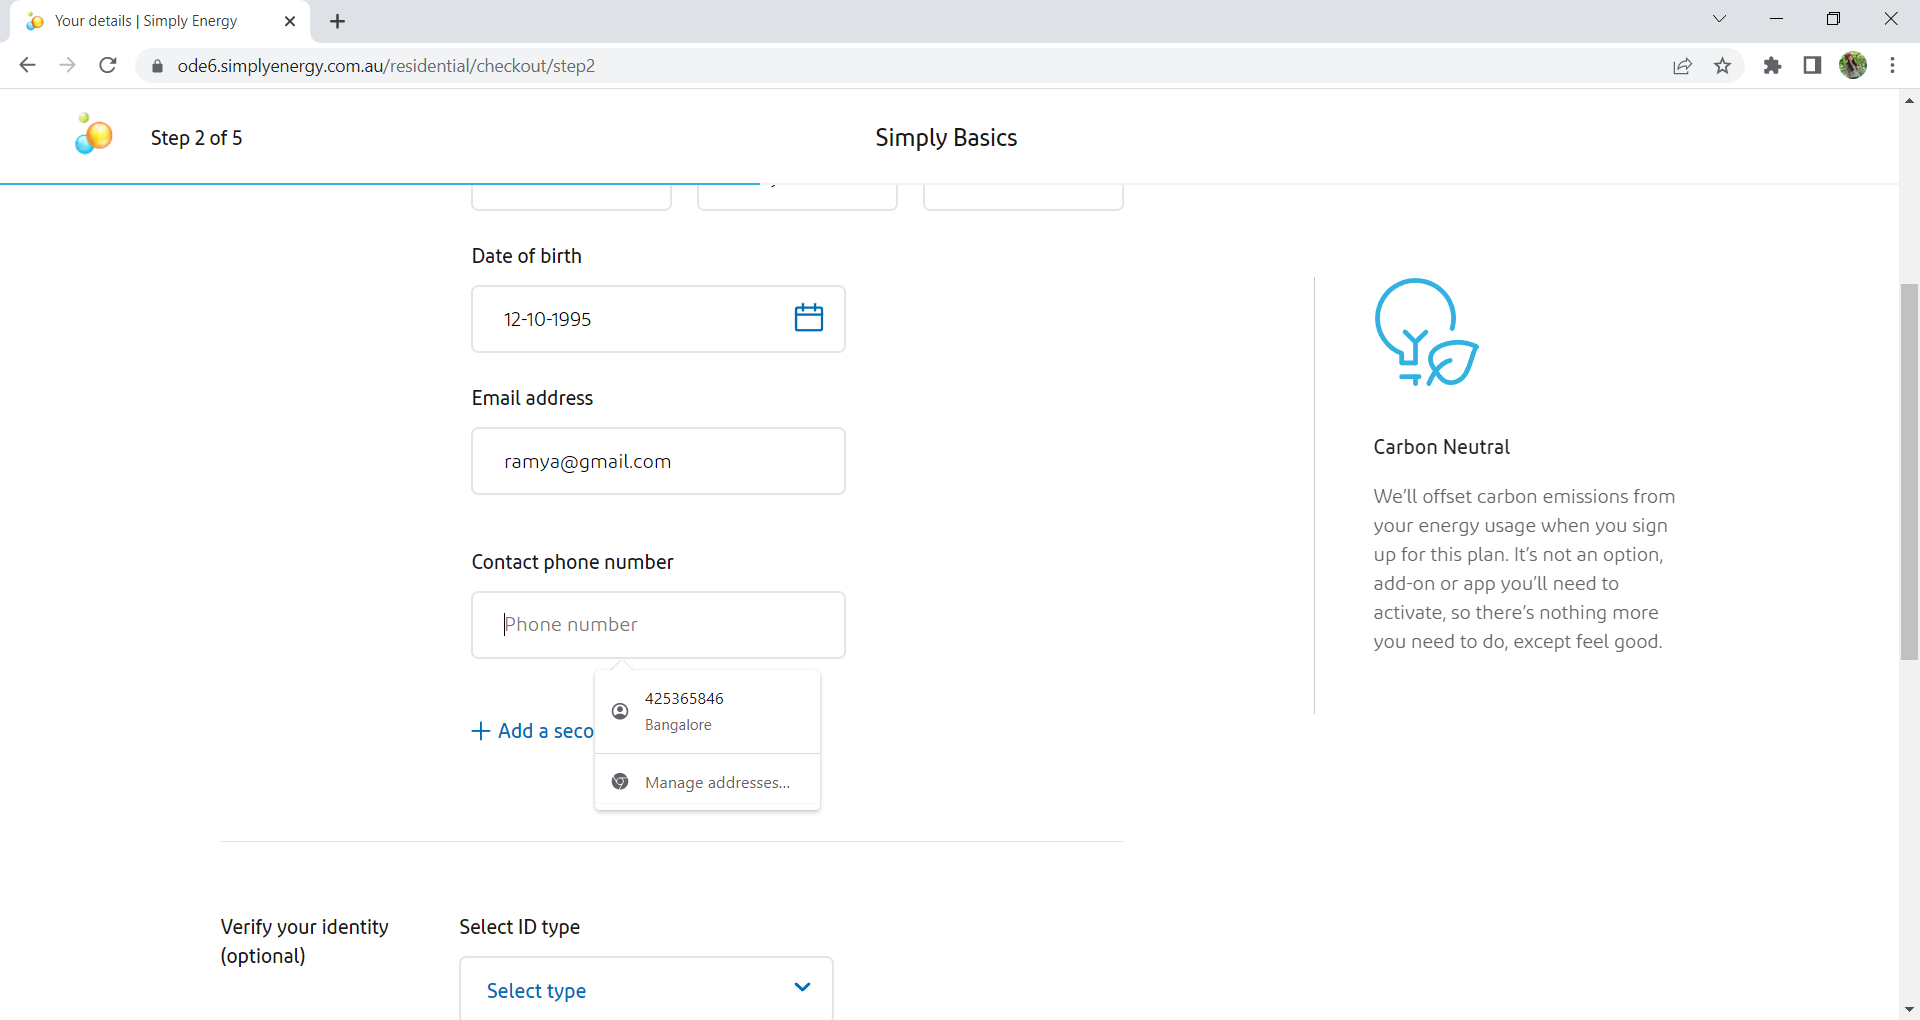 Your details | Simply Energy
ode6.simplyenergy.com.au/residential/checkout/step2
Step 2 of 5
Simply Basics
Date of birth
12-10-1995
Email address
ramya@gmail.com
Contact phone number
Phone number
425365846
Bangalore
+ Add a seco
Manage addresses...
Carbon Neutral
We'll offset carbon emissions from
your energy usage when you sign
up for this plan. It's not an option,
add-on or app you'll need to
activate, so there's nothing more
you need to do, except feel good.
Verify your identity
(optional)
Select ID type
Select type